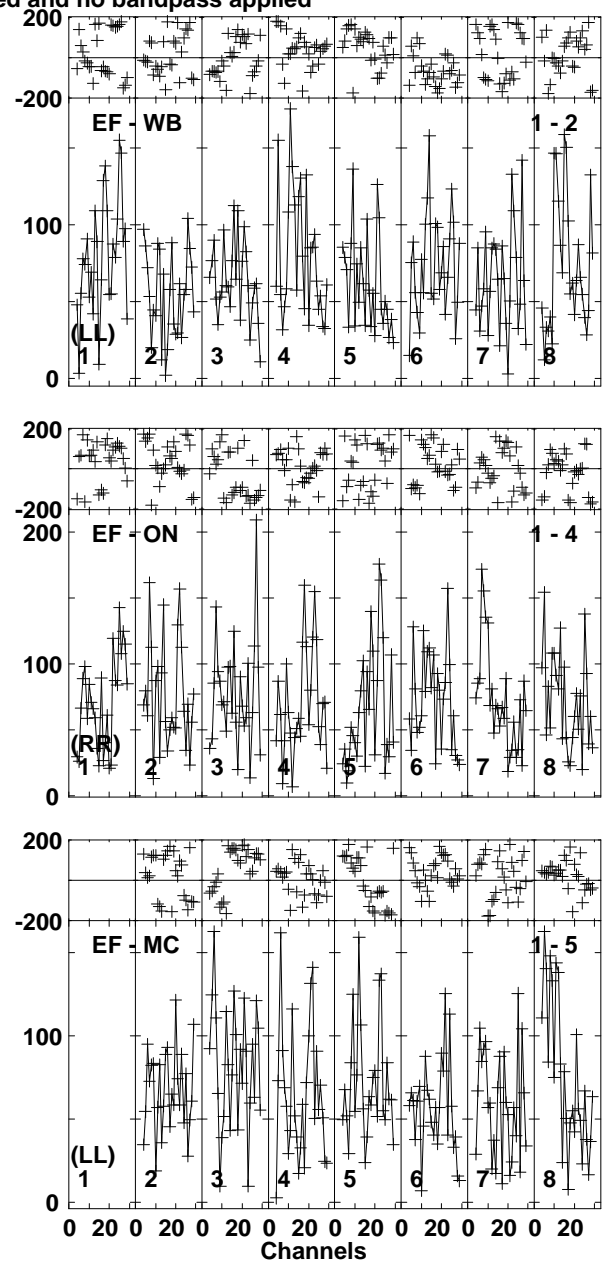 ed and no bandpass applied
200
-200
EF - WB 1 - 2
100
(LL)
1 2 3 4 5 6 7 8
0
200
-200
200
EF - ON 1 - 4
100
(RR)
1 2 3 4 5 6 7 8
0
200
-200
EF - MC 1 - 5
100
(LL)
1 2 3 4 5 6 7 8
0
0 20 0 20 0 20 0 20 0 20 0 20 0 20 0 20
Channels